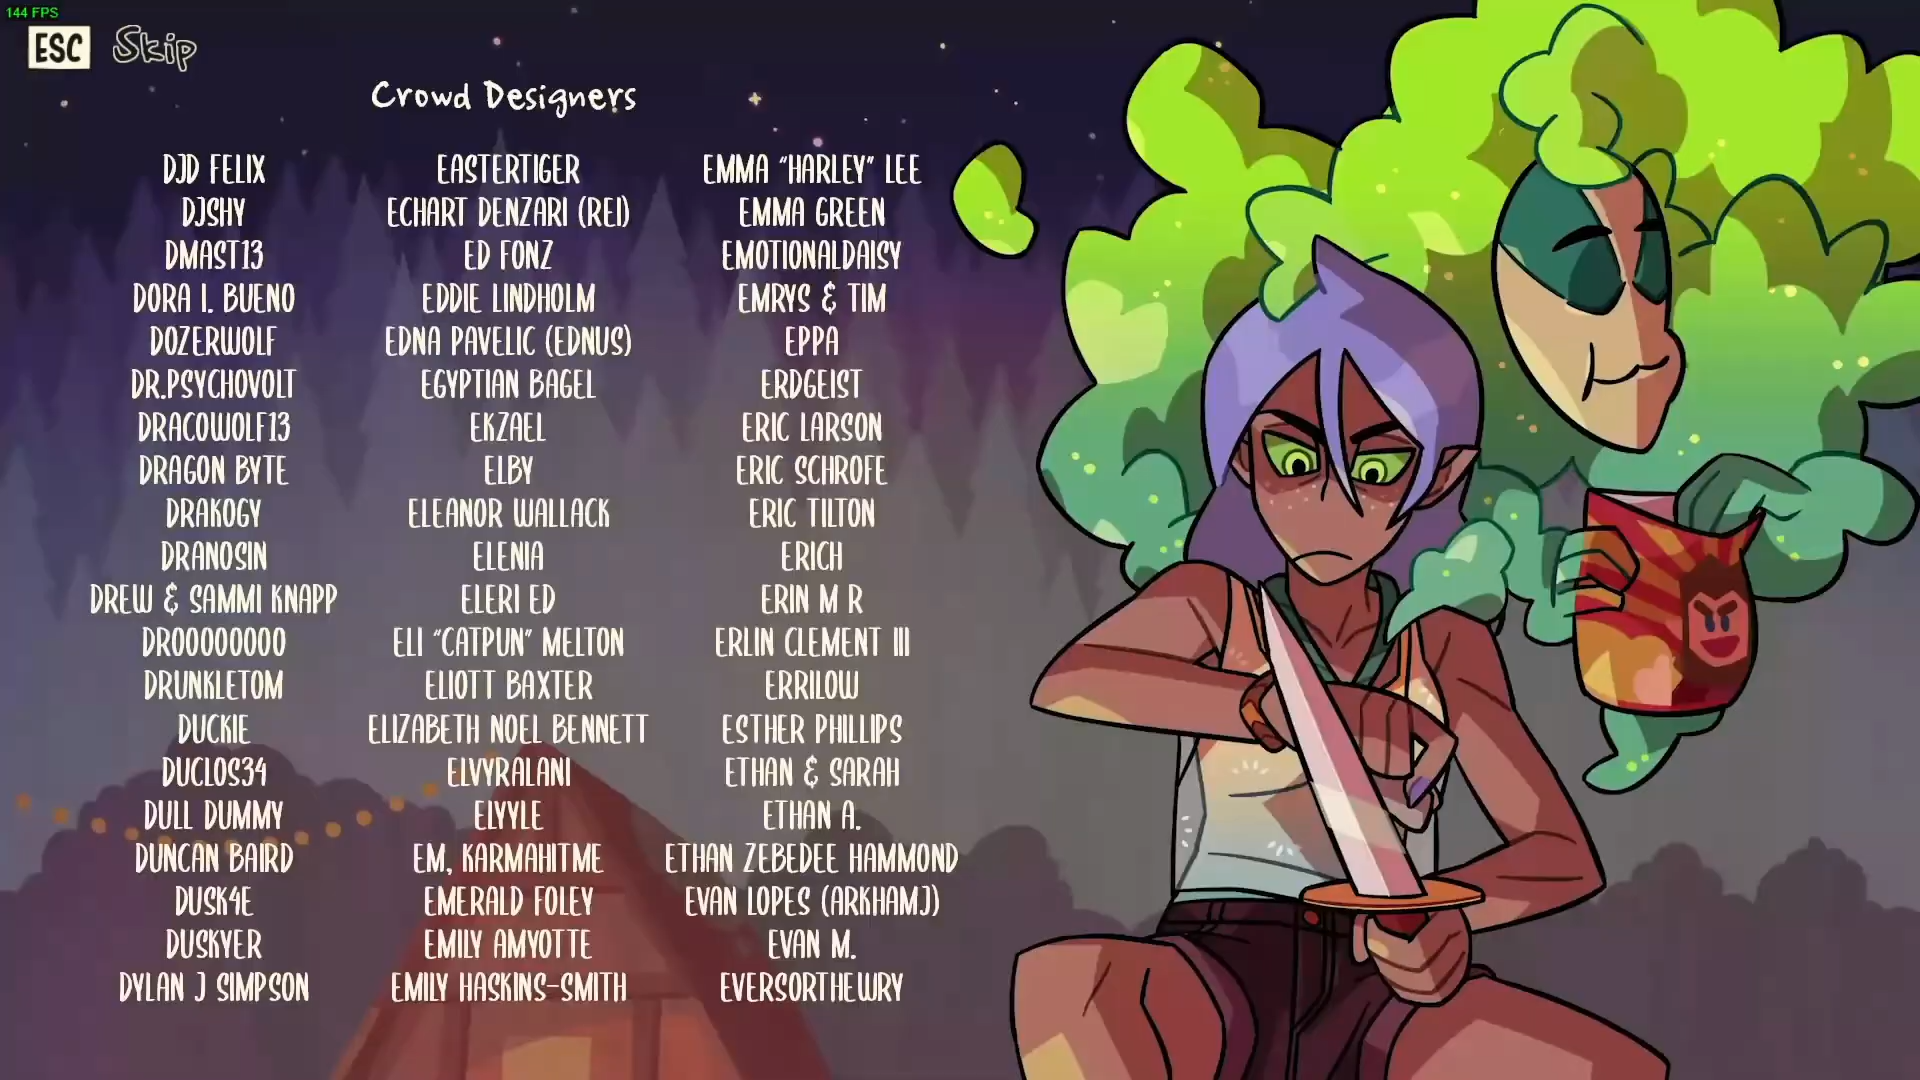 144 FPS
ESC Skip
Crowd Designers
DJD FELIX
DJSHY
DMAST13
DORA I. BUENO
DOZERWOLF
DR.PSYCHOVOLT
DRACOWOLF13
DRAGON BYTE
DRAKOGY
DRANOSIN
DREW & SAMMI KNAPP
DROOOOOOOO
DRUNKLETOM
DUCKIE
DUCLOS34
DULL DUMMY
DUNCAN BAIRD
DUSK4E
DUSKYER
DYLAN J SIMPSON
EASTERTIGER
ECHART DENZARI (REI)
ED FONZ
EDDIE LINDHOLM
EDNA PAVELIC (EDNUS)
EGYPTIAN BAGEL
EKZAEL
ELBY
ELEANOR WALLACK
ELENIA
ELERI ED
ELI “CATPUN” MELTON
ELIOTT BAXTER
ELIZABETH NOEL BENNETT
ELVYRALANI
ELYYLE
EM, KARMAHITME
EMERALD FOLEY
EMILY AMYOTTE
EMILY HASKINS-SMITH
EMMA “HARLEY” LEE
EMMA GREEN
EMOTIONALDAISY
EMRYS & TIM
EPPA
ERDGEIST
ERIC LARSON
ERIC SCHROFE
ERIC TILTON
ERICH
ERIN M R
ERLIN CLEMENT III
ERRILOW
ESTHER PHILLIPS
ETHAN & SARAH
ETHAN A.
ETHAN ZEBEDEE HAMMOND
EVAN LOPES (ARKHAMJ)
EVAN M.
EVERSORTHEWRY